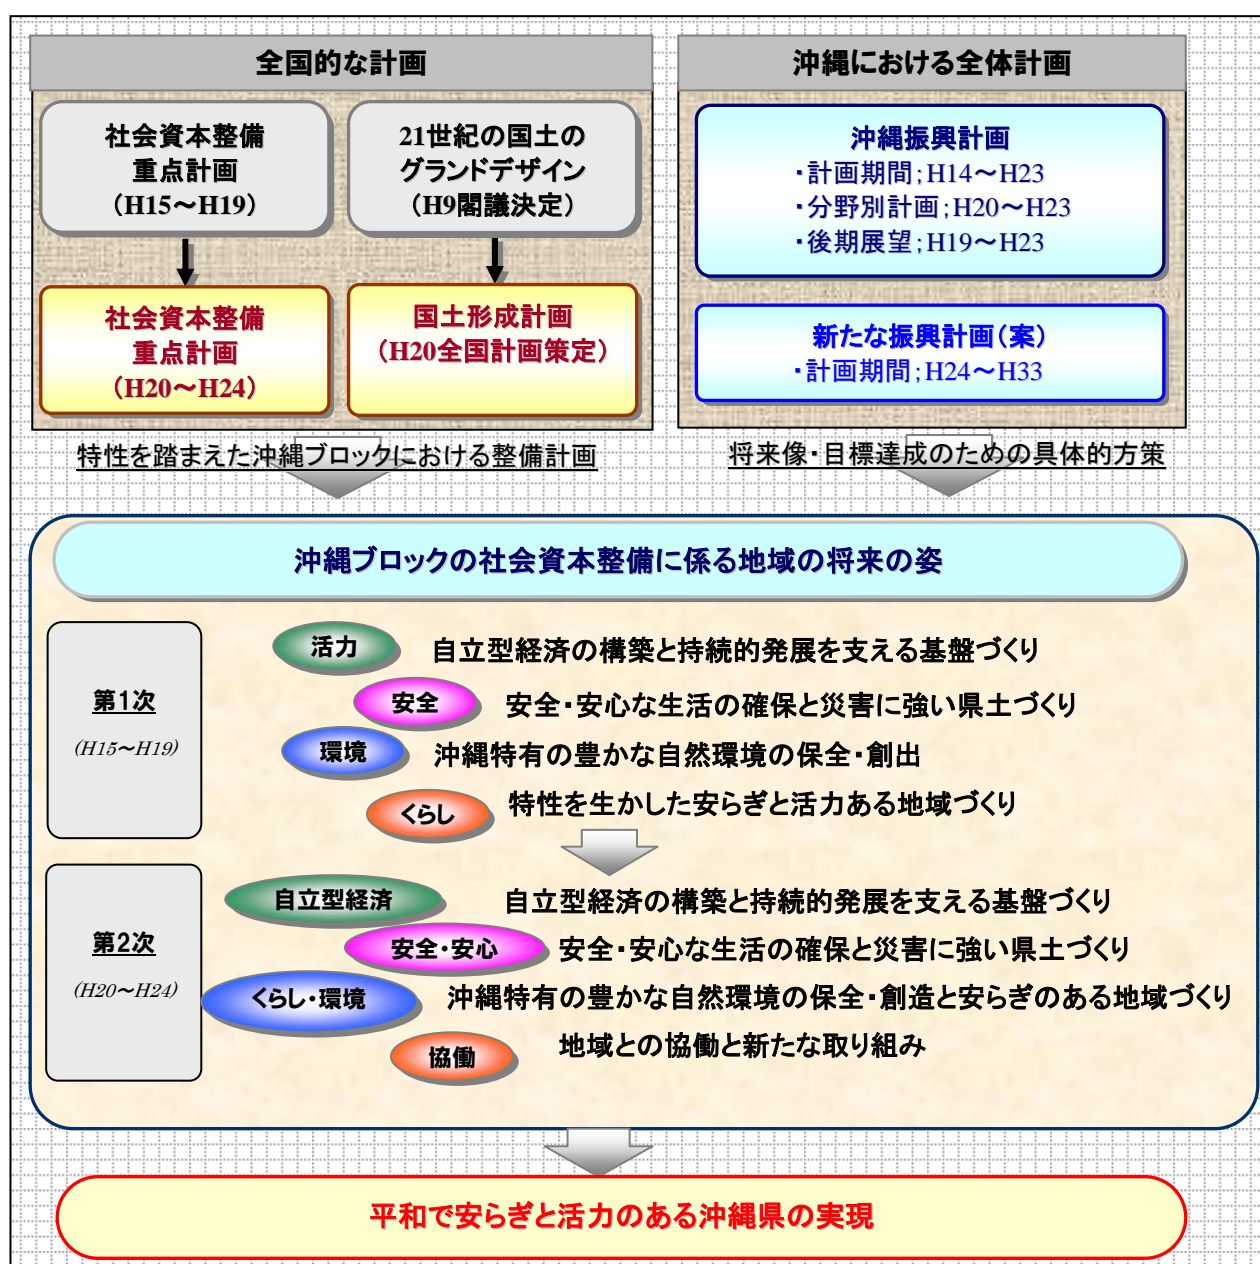 全国的な計画
社会資本整備
重点計画
(H15～H19)
21世紀の国土の
グランドデザイン
(H9閣議決定)
社会資本整備
重点計画
(H20～H24)
国土形成計画
(H20全国計画策定)
沖縄における全体計画
沖縄振興計画
・計画期間;H14～H23
・分野別計画;H20～H23
・後期展望;H19～H23
新たな振興計画(案)
・計画期間;H24～H33
特性を踏まえた沖縄ブロックにおける整備計画
将来像・目標達成のための具体的方策
沖縄ブロックの社会資本整備に係る地域の将来の姿
第1次
(H15～H19)
活力 自立型経済の構築と持続的発展を支える基盤づくり
安全 安全・安心な生活の確保と災害に強い県土づくり
環境 沖縄特有の豊かな自然環境の保全・創出
くらし 特性を生かした安らぎと活力ある地域づくり
第2次
(H20～H24)
自立型経済 自立型経済の構築と持続的発展を支える基盤づくり
安全・安心 安全・安心な生活の確保と災害に強い県土づくり
くらし・環境 沖縄特有の豊かな自然環境の保全・創造と安らぎのある地域づくり
協働 地域との協働と新たな取り組み
平和で安らぎと活力のある沖縄県の実現